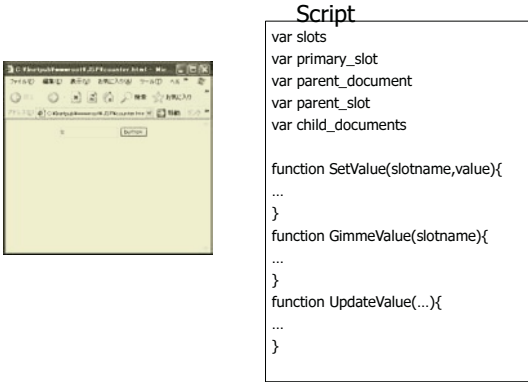 Script
var slots
var primary_slot
var parent_document
var parent_slot
var child_documents
function SetValue(slotname,value){
…
}
function GimmeValue(slotname){
…
}
function UpdateValue(…){
…
}
button